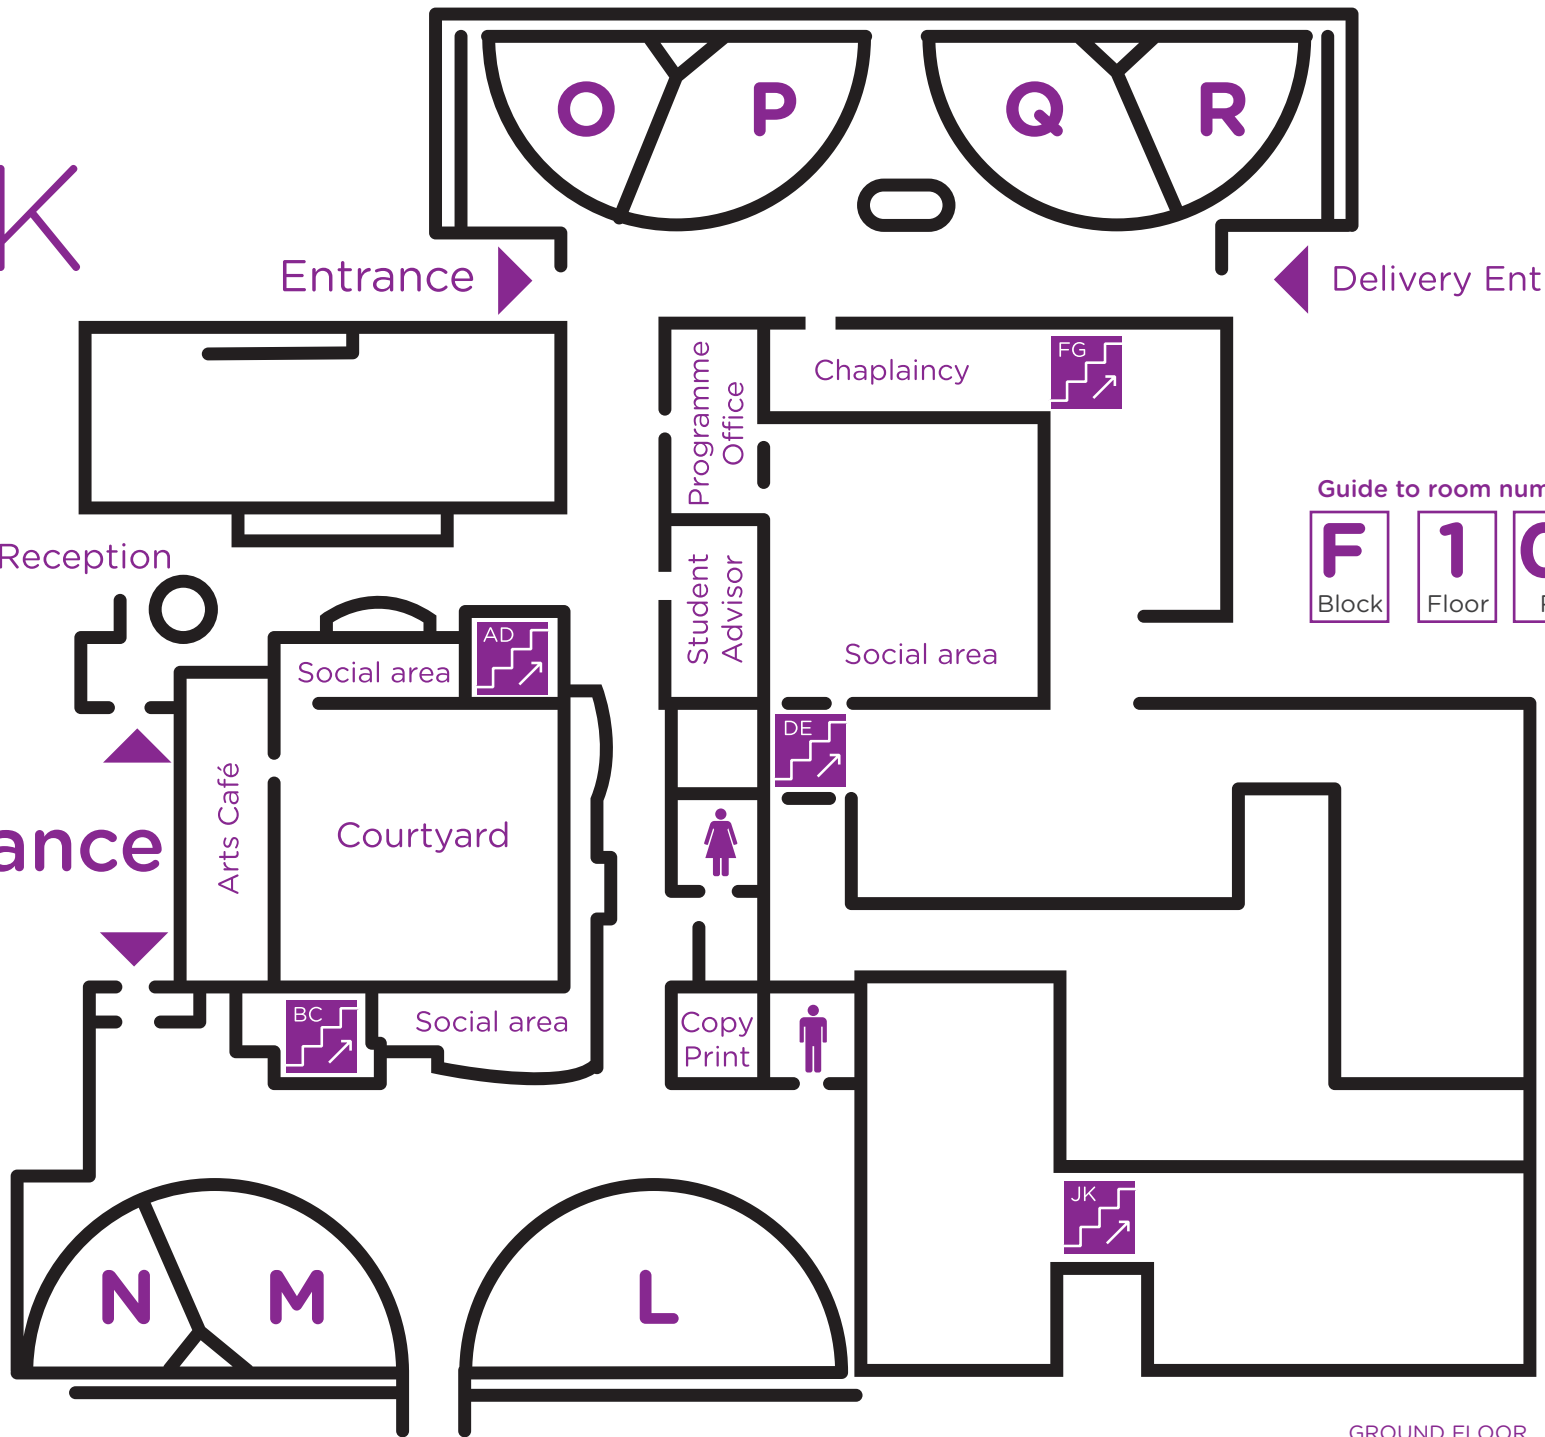 O
P
Q
R
K
Entrance
Delivery Ent
Programme
Office
Chaplaincy
FG
Guide to room num
F
1
Block
Floor
Reception
Student
Advisor
AD
Social area
Social area
DE
Arts Café
Courtyard
ance
BC
Social area
Copy
Print
JK
N
M
L
GROUND FLOOR